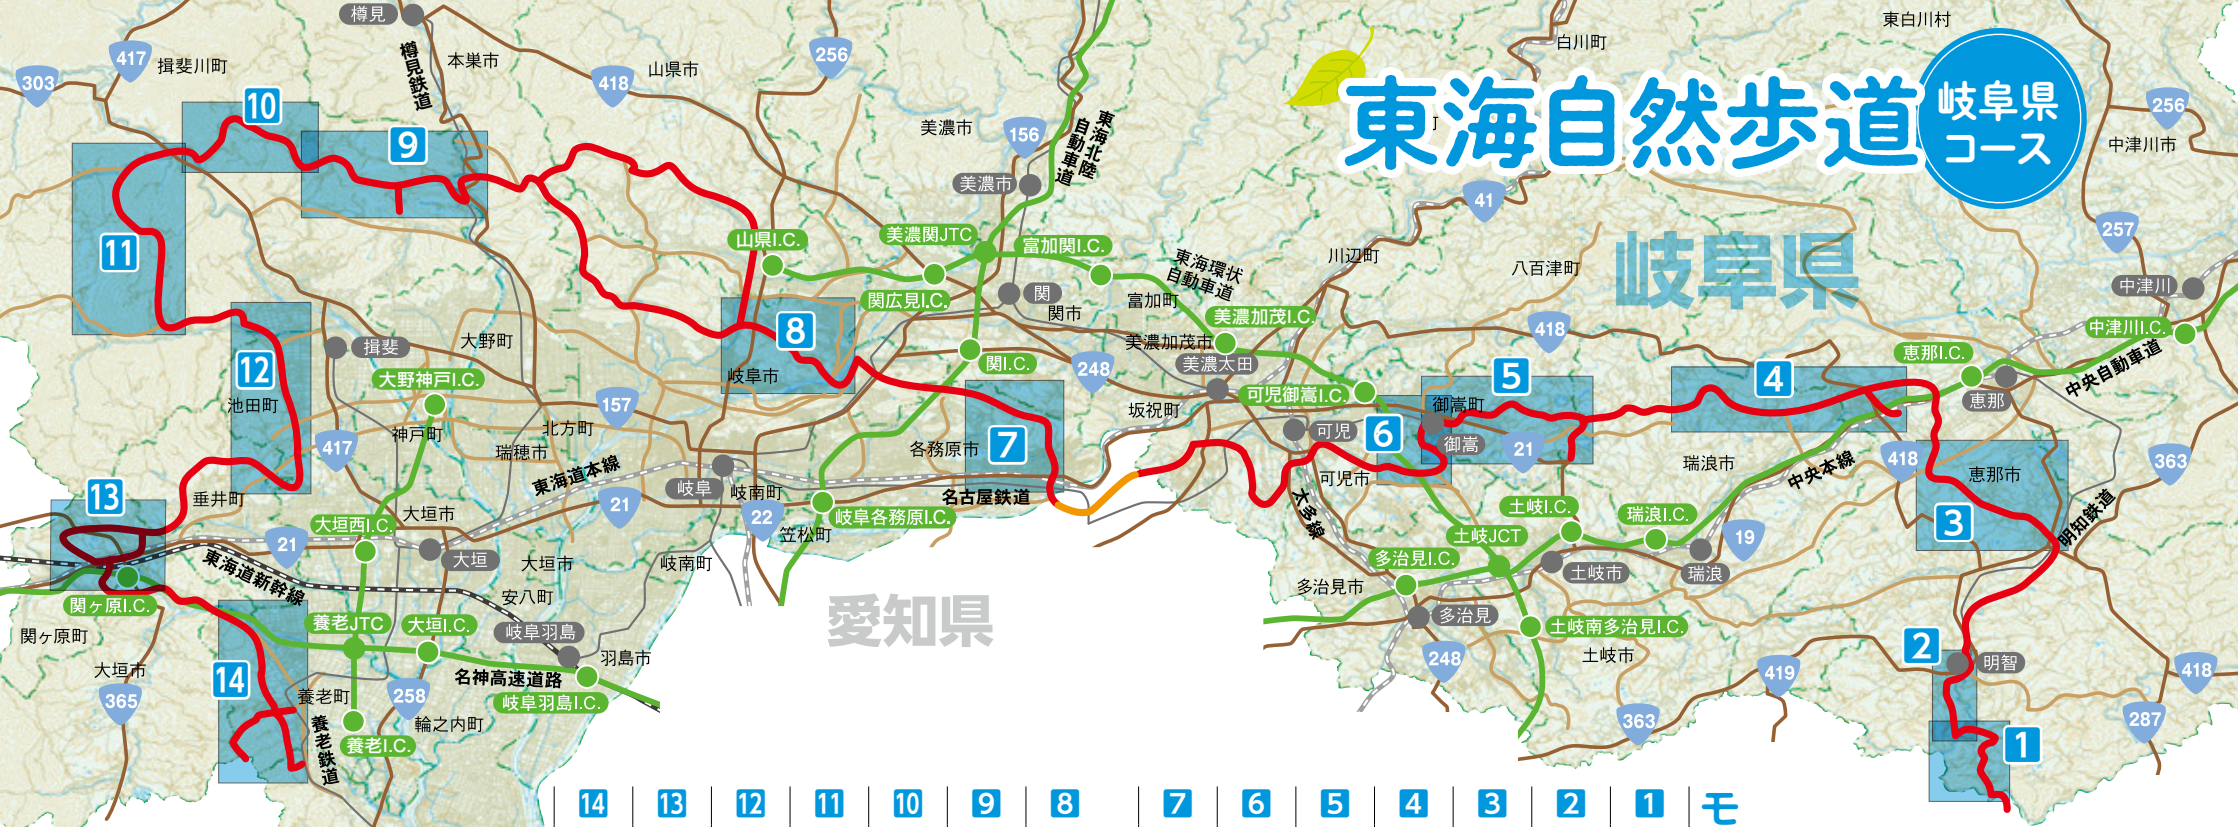 東海自然歩道
岐阜県
コース
岐阜県
愛知県
樽見
樽見鉄道
本巣市
揖斐川町
417
303
418
山県市
256
美濃市
156
東海北陸
自動車道
美濃市
白川町
東白川村
町
41
256
中津川市
257
中津川
中津川I.C.
10
9
11
山県I.C.
美濃関JTC
富加関I.C.
東海環状
自動車道
川辺町
八百津町
関広見I.C.
関
関市
富加町
美濃加茂I.C.
418
恵那I.C.
中央自動車道
恵那
8
岐阜市
関I.C.
248
美濃加茂市
美濃太田
可児御嵩I.C.
坂祝町
5
4
御嵩町
御嵩
21
6
可児
可児市
12
池田町
揖斐
大野町
大野神戸I.C.
神戸町
417
157
北方町
瑞穂市
東海道本線
21
岐阜
岐南町
22
笠松町
岐阜各務原I.C.
各務原市
7
名古屋鉄道
太多線
瑞浪市
中央本線
418
恵那市
363
3
明知鉄道
13
垂井町
21
大垣西I.C.
大垣市
大垣
大垣市
岐南町
東海道新幹線
安八町
関ヶ原I.C.
関ヶ原町
大垣市
365
14
養老JTC
大垣I.C.
岐阜羽島
羽島市
名神高速道路
岐阜羽島I.C.
養老町
258
輪之内町
養老鉄道
養老I.C.
土岐I.C.
瑞浪I.C.
土岐JCT
19
多治見I.C.
土岐市
瑞浪
多治見市
多治見
土岐南多治見I.C.
248
土岐市
363
419
2
明智
418
287
1
14
13
12
11
10
9
8
7
6
5
4
3
2
1
モ